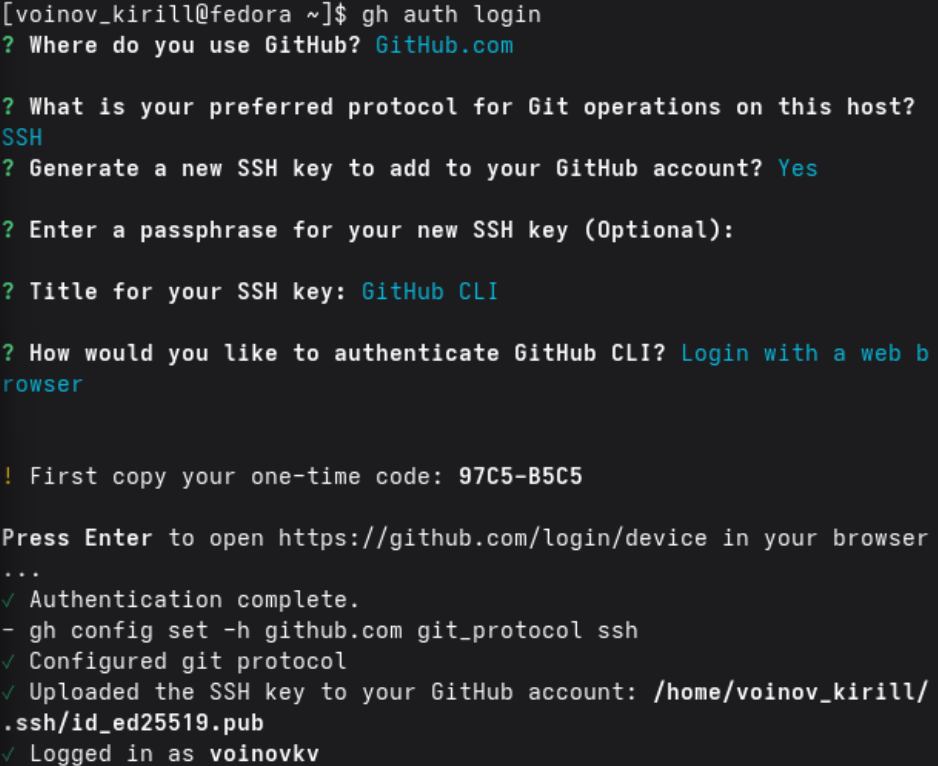 [voinov_kirill@fedora ~]$ gh auth login
? Where do you use GitHub? GitHub.com
? What is your preferred protocol for Git operations on this host?
SSH
? Generate a new SSH key to add to your GitHub account? Yes
? Enter a passphrase for your new SSH key (Optional):
? Title for your SSH key: GitHub CLI
? How would you like to authenticate GitHub CLI? Login with a web b
rowser
! First copy your one-time code: 97C5-B5C5
Press Enter to open https://github.com/login/device in your browser
...
✓ Authentication complete.
- gh config set -h github.com git_protocol ssh
✓ Configured git protocol
✓ Uploaded the SSH key to your GitHub account: /home/voinov_kirill/
.ssh/id_ed25519.pub
✓ Logged in as voinovkv